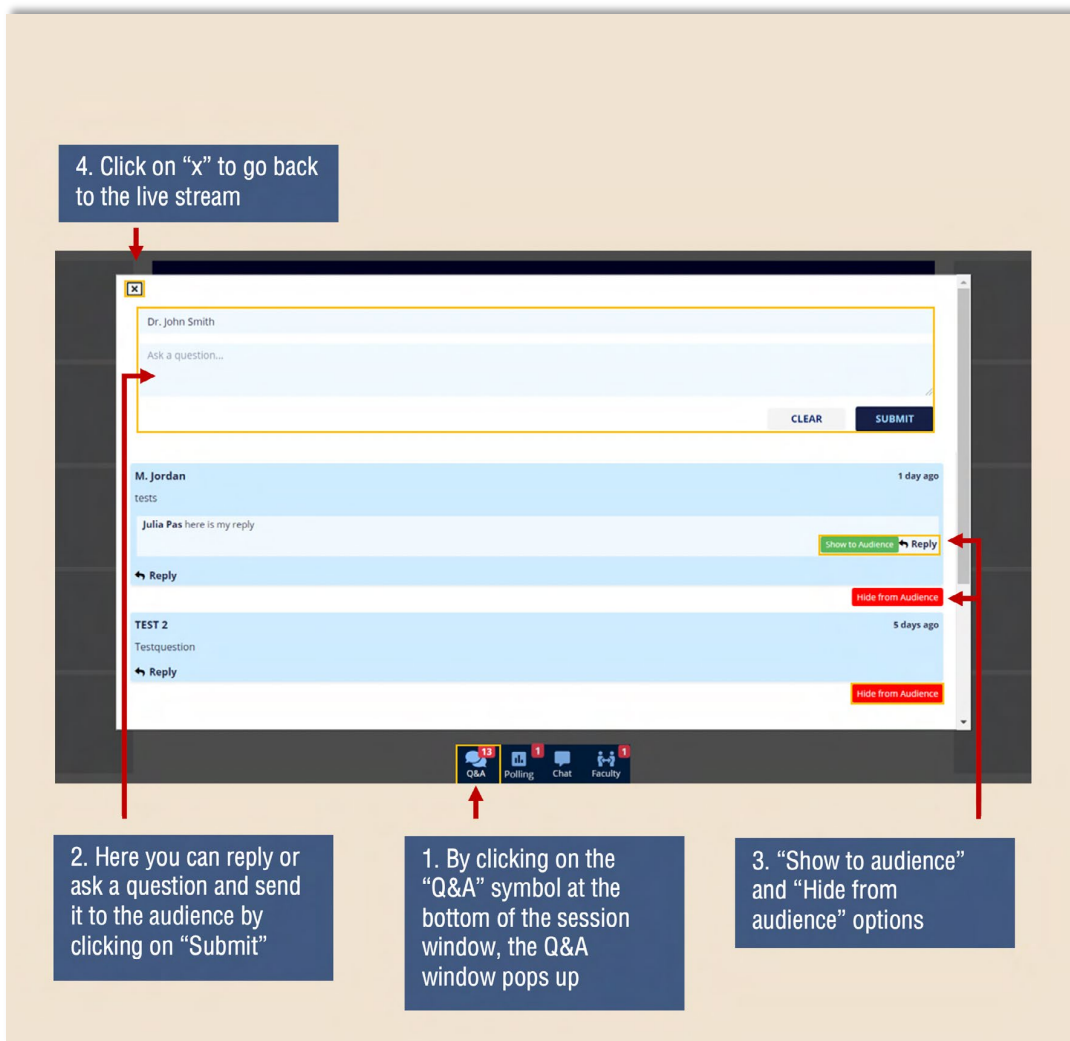 4. Click on “x” to go back
to the live stream
x
Dr. John Smith
Ask a question...
CLEAR
SUBMIT
M. Jordan
1 day ago
tests
Julia Pas here is my reply
Show to Audience
Reply
Reply
Hide from Audience
TEST 2
5 days ago
Testquestion
Reply
Hide from Audience
13
1
1
Q&A
Polling
Chat
Faculty
2. Here you can reply or
ask a question and send
it to the audience by
clicking on “Submit”
1. By clicking on the
“Q&A” symbol at the
bottom of the session
window, the Q&A
window pops up
3. “Show to audience”
and “Hide from
audience” options